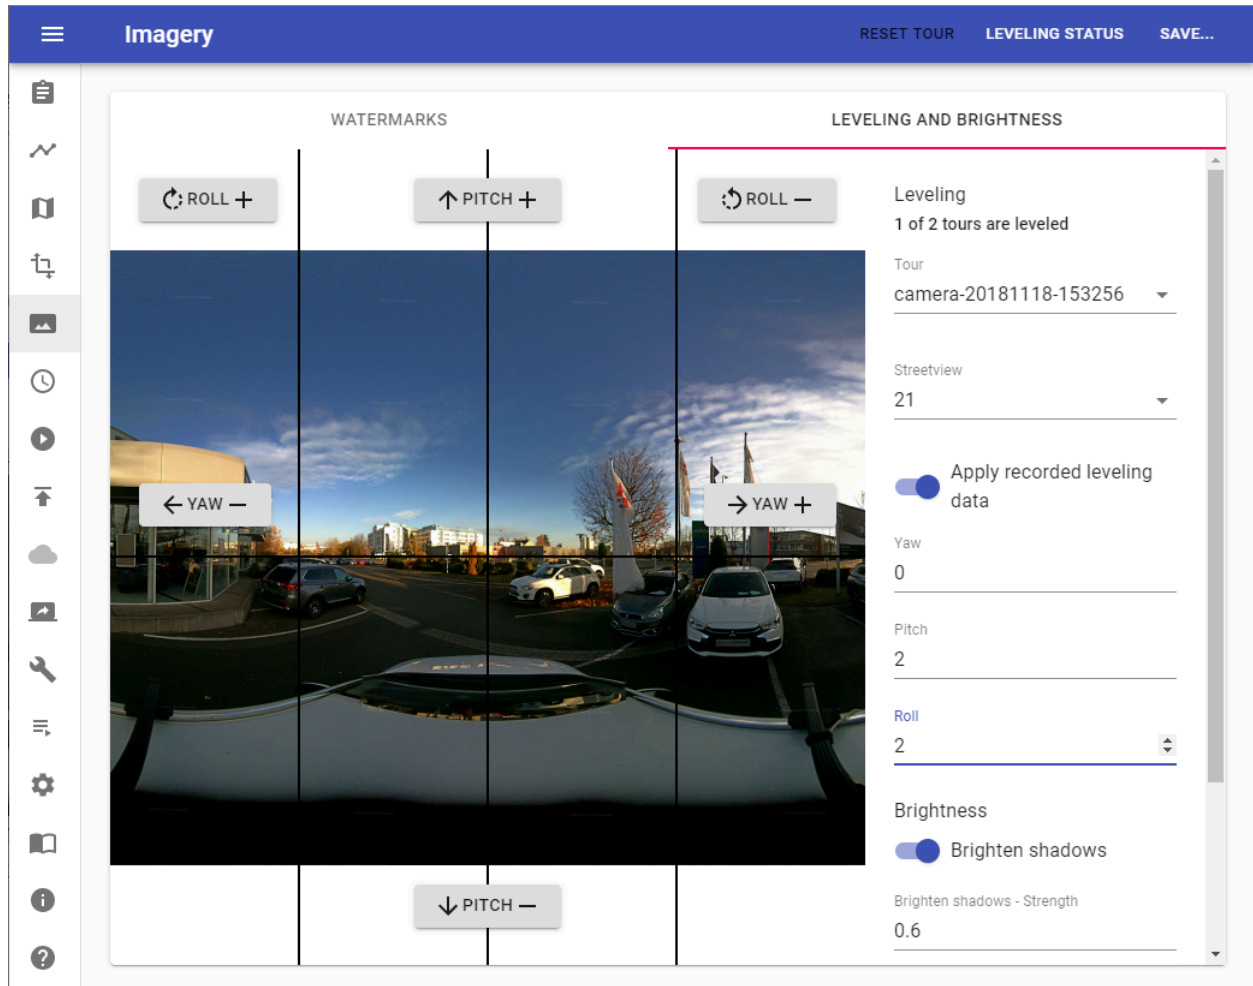 Imagery
RESET TOUR
LEVELING STATUS
SAVE...
WATERMARKS
LEVELING AND BRIGHTNESS
ROLL +
PITCH +
ROLL −
YAW −
YAW +
PITCH −
Leveling
1 of 2 tours are leveled
Tour
camera-20181118-153256
Streetview
21
Apply recorded leveling
data
Yaw
0
Pitch
2
Roll
2
Brightness
Brighten shadows
Brighten shadows - Strength
0.6